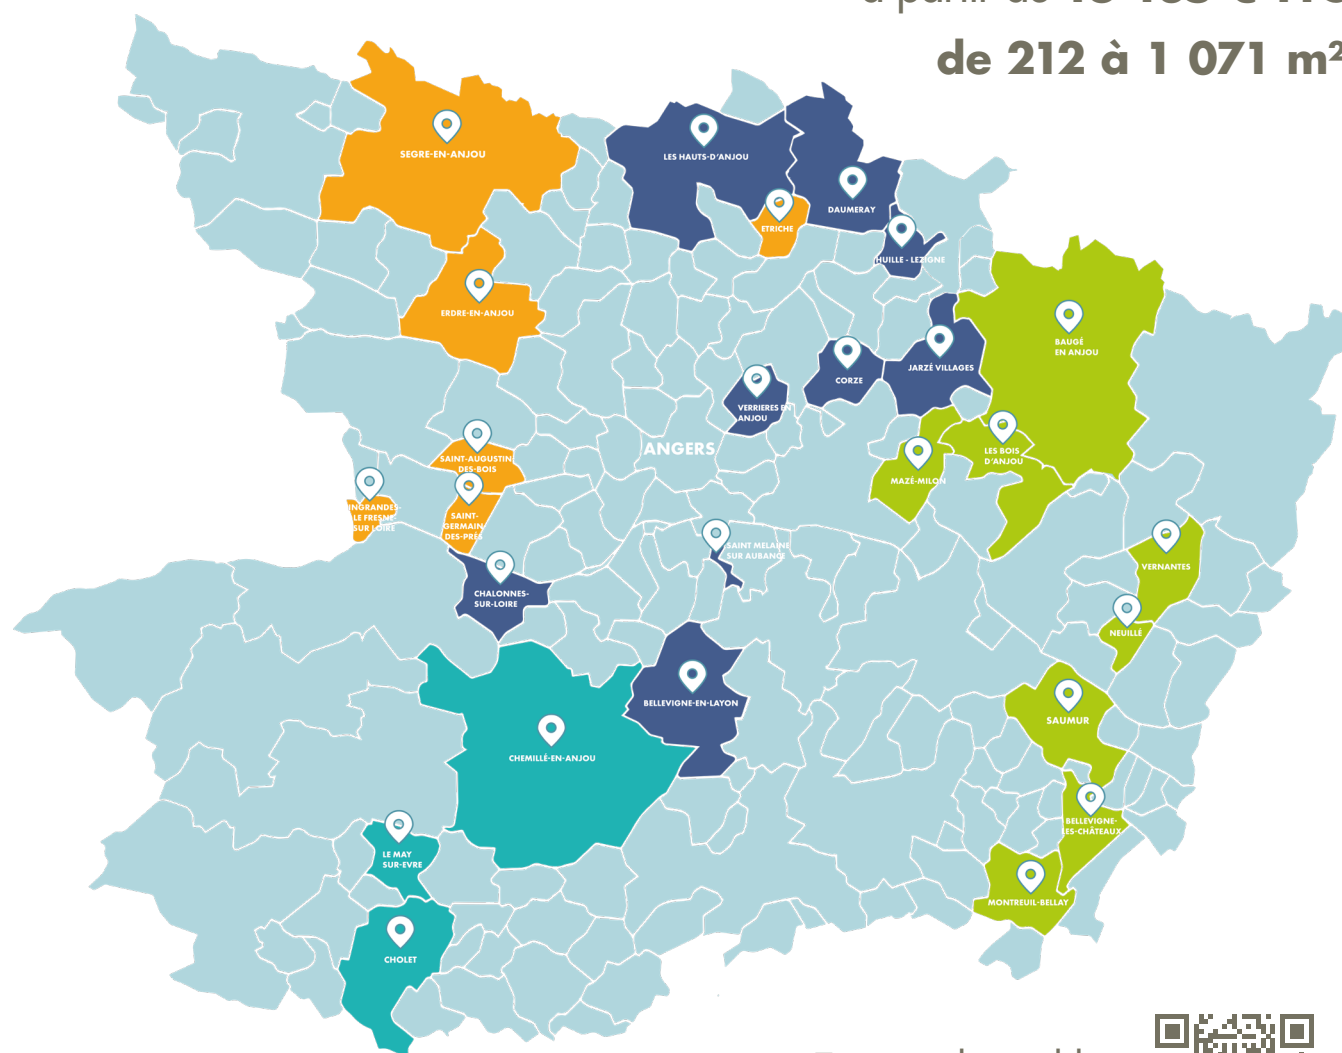 de 212 à 1 071 m²
SEGRE-EN-ANJOU
LES HAUTS-D'ANJOU
DAUMERAY
ETRICHE
HUILLE - LEZIGNE
ERDRE-EN-ANJOU
BAUGÉ
EN ANJOU
JARZÉ VILLAGES
CORZE
VERRIERES EN
ANJOU
ANGERS
LES BOIS
D'ANJOU
MAZÉ-MILON
SAINT-AUGUSTIN
DES-BOIS
INGRANDES-
LE FRESNE-
SUR LOIRE
SAINT-
GERMAIN
DES-PRÉS
SAINT MELAINE
SUR AUBANCE
VERNANTES
CHALONNES-
SUR-LOIRE
NEUILLÉ
BELLEVIGNE-EN-LAYON
SAUMUR
CHEMILLÉ-EN-ANJOU
BELLEVIGNE-
LES-CHÂTEAUX
LE MAY
SUR-EVRE
MONTREUIL-BELLAY
CHOLET